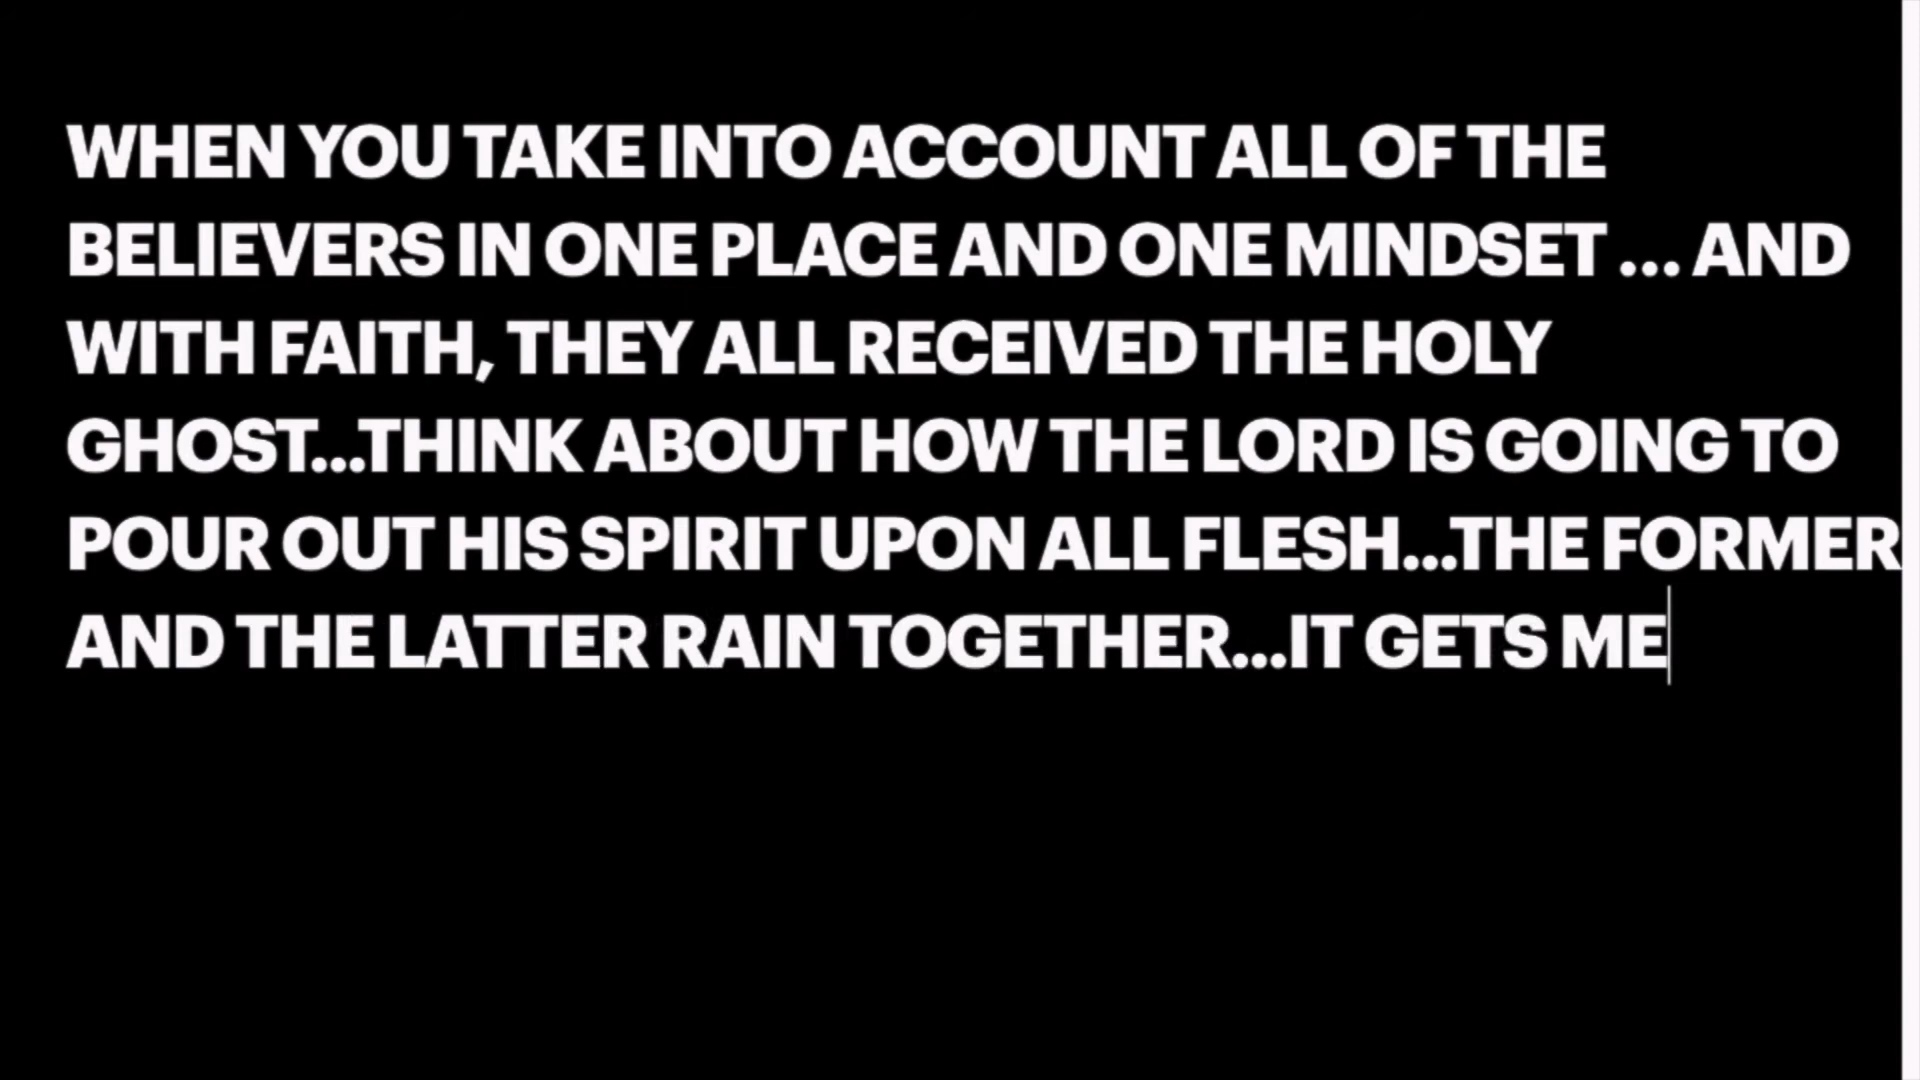 WHEN YOU TAKE INTO ACCOUNT ALL OF THE
BELIEVERS IN ONE PLACE AND ONE MINDSET ... AND
WITH FAITH, THEY ALL RECEIVED THE HOLY
GHOST...THINK ABOUT HOW THE LORD IS GOING TO
POUR OUT HIS SPIRIT UPON ALL FLESH...THE FORMER
AND THE LATTER RAIN TOGETHER...IT GETS ME